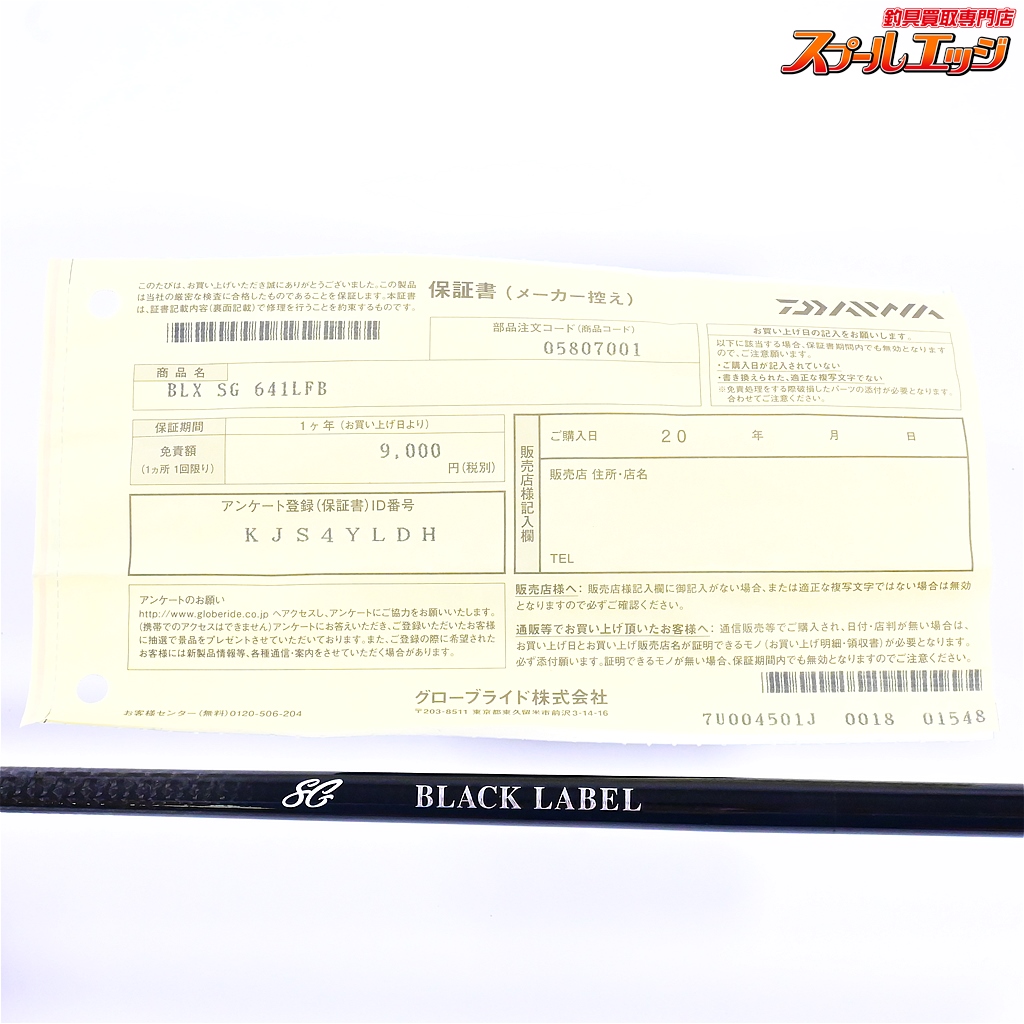 釣具買取専門店
スプールエッジ
このたびは、お買い上げいただき誠にありがとうございました。この製品
は当社の厳密な検査に合格したものであることを保証します。本証書
は、証書記載内容(裏面記載)で修理を行うことを約束するものです。
保証書(メーカー控え)
DAIWA
部品注文コード(商品コード)
05807001
商品名
BLX SG 641LFB
お買い上げ日の記入をお願いします。
以下に該当する場合、保証書期間内でも無効となります
ので、ご注意願います。
・ご購入日が記入されていない
・書き換えられた、適正な複写文字でない
※免責処理をする際破損したパーツの添付が必要となります。
合わせてご注意ください。
保証期間
1ヶ年(お買い上げ日より)
免責額
(1ヵ所1回限り)
9,000
円(税別)
アンケート登録(保証書)ID番号
KJS4YLDH
販売店様記入欄
ご購入日 20 年 月 日
販売店 住所・店名
TEL
アンケートのお願い
http://www.globeride.co.jp へアクセスし、アンケートにご協力をお願いいたします。
(携帯でのアクセスはできません)アンケートにお答えいただき、ご登録いただいたお客様
に抽選で景品をプレゼントさせていただいております。また、ご登録の際に希望された
お客様には新製品情報等、各種通信・案内をさせていただく場合があります。
販売店様へ: 販売店様記入欄に御記入がない場合、または適正な複写文字ではない場合は無効
となりますので必ずご確認ください。
通販等でお買い上げ頂いたお客様へ: 通信販売等でご購入され、日付・店判が無い場合は、
お買い上げ日とお買い上げ販売店名が証明できるモノ(お買い上げ明細・領収書)が必要となります。
必ず添付願います。証明できるモノが無い場合、保証期間内でも無効となりますのでご注意ください。
お客様センター(無料)0120-506-204
グローブライド株式会社
〒203-8511 東京都東久留米市前沢3-14-16
7U004501J 0018 01548
SG BLACK LABEL